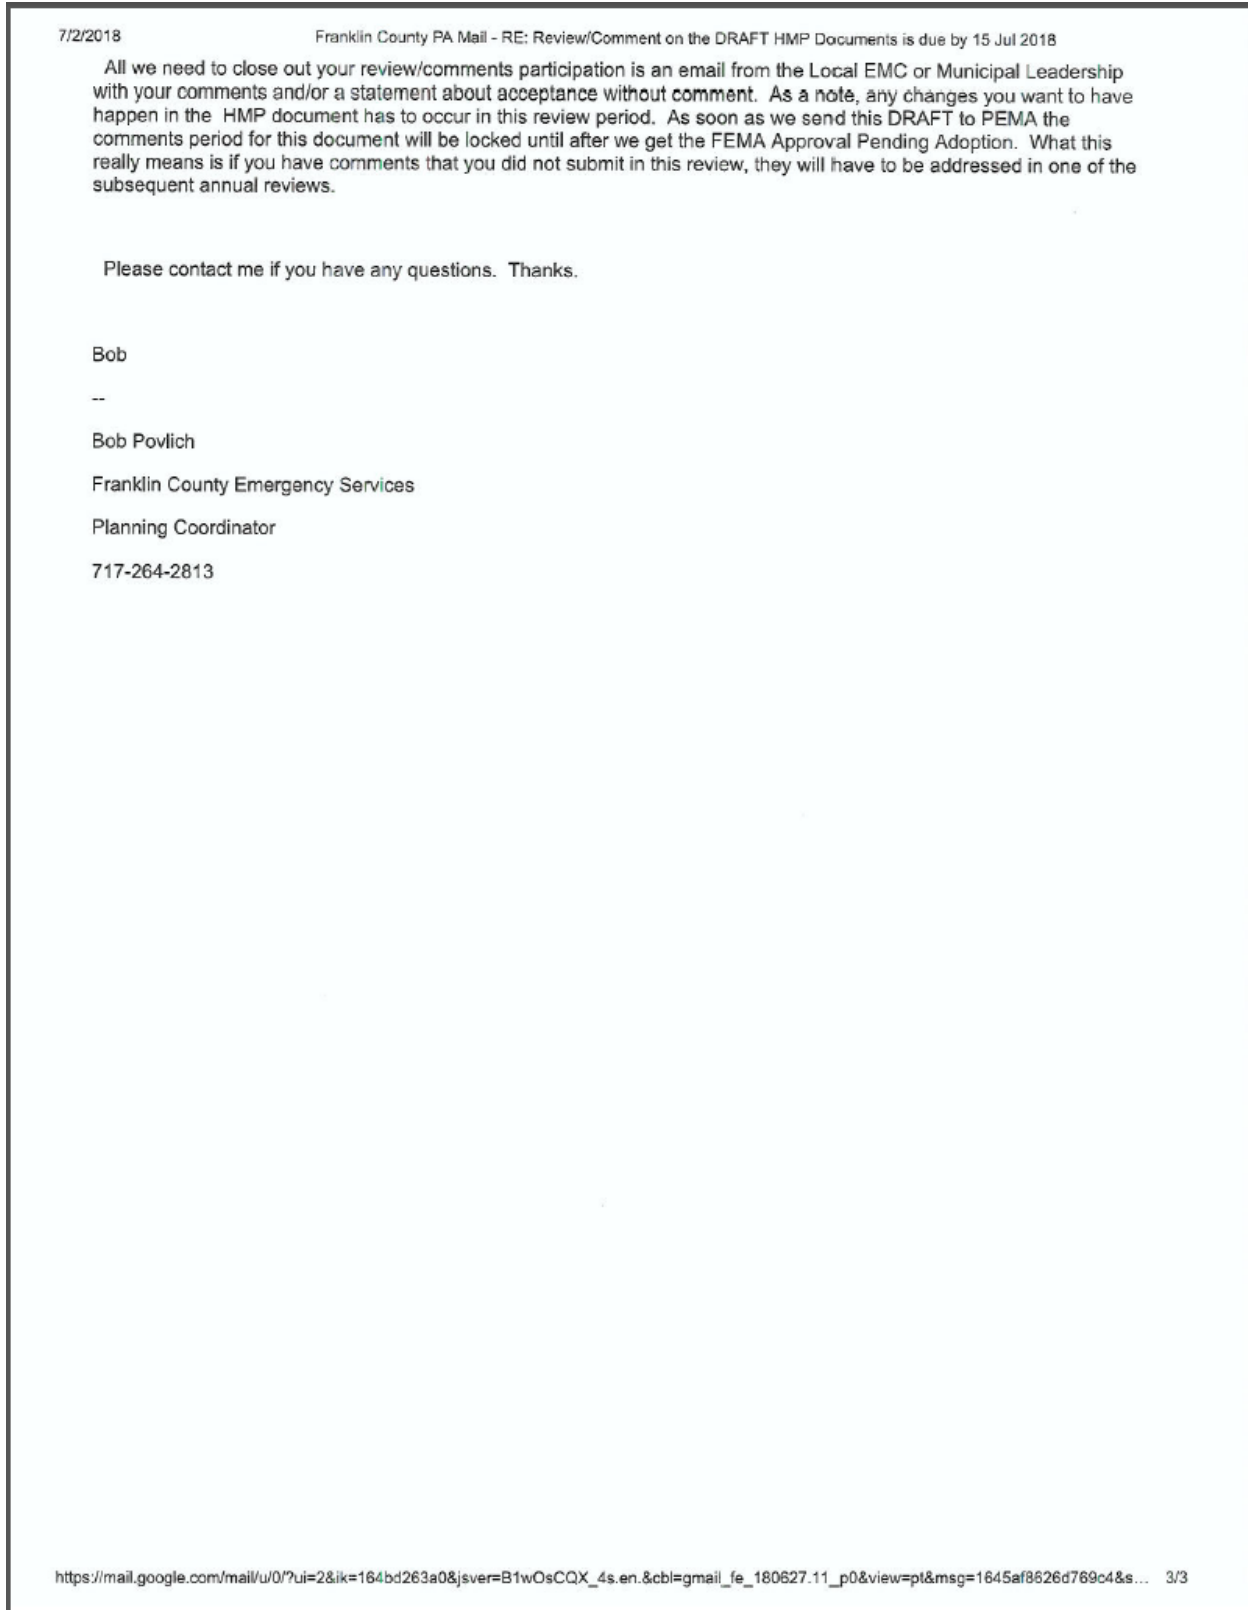 7/2/2018 Franklin County PA Mail - RE: Review/Comment on the DRAFT HMP Documents is due by 15 Jul 2018
All we need to close out your review/comments participation is an email from the Local EMC or Municipal Leadership
with your comments and/or a statement about acceptance without comment. As a note, any changes you want to have
happen in the HMP document has to occur in this review period. As soon as we send this DRAFT to PEMA the
comments period for this document will be locked until after we get the FEMA Approval Pending Adoption. What this
really means is if you have comments that you did not submit in this review, they will have to be addressed in one of the
subsequent annual reviews.
Please contact me if you have any questions. Thanks.
Bob
--
Bob Povlich
Franklin County Emergency Services
Planning Coordinator
717-264-2813
https://mail.google.com/mail/u/0/?ui=2&ik=164bd263a0&jsver=B1wOsCQX_4s.en.&cbl=gmail_fe_180627.11_p0&view=pt&msg=1645af8626d769c4&s... 3/3